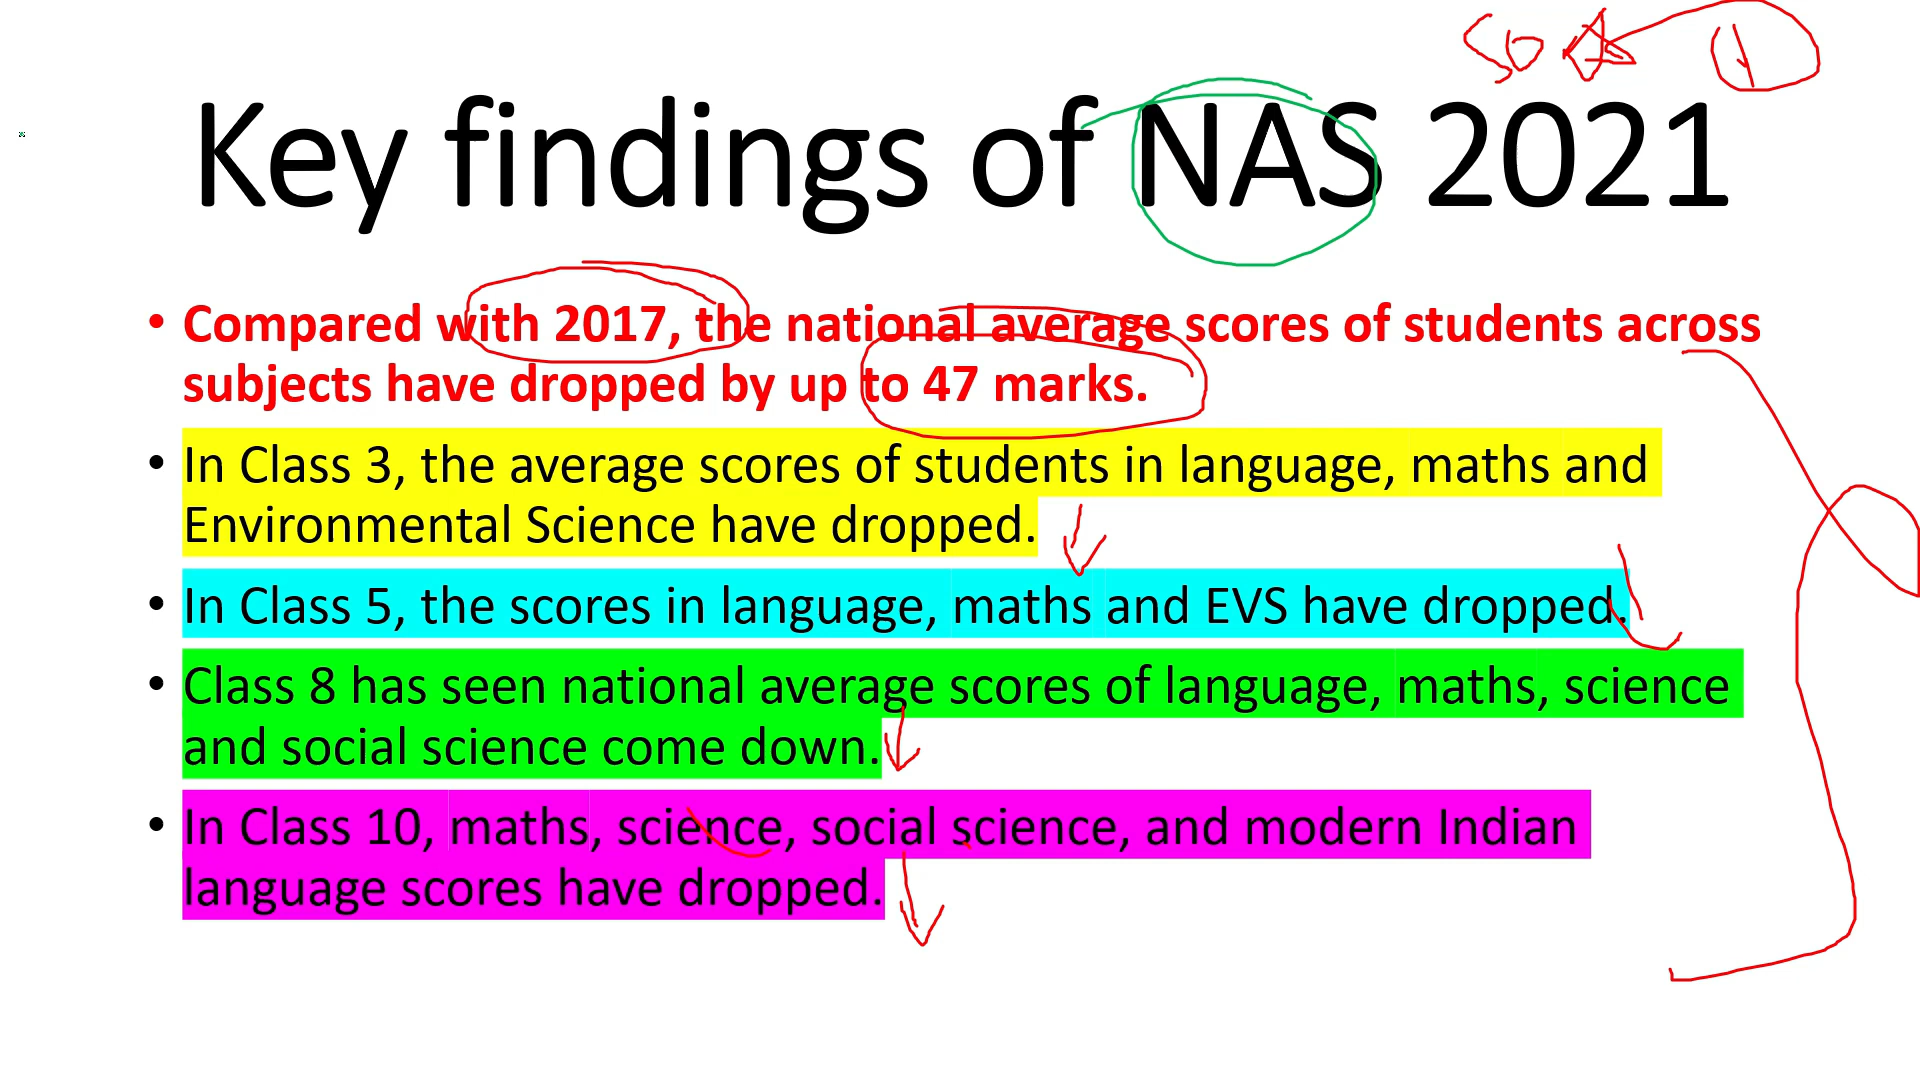 Key findings of NAS 2021
• Compared with 2017, the national average scores of students across
subjects have dropped by up to 47 marks.
• In Class 3, the average scores of students in language, maths and
Environmental Science have dropped.
• In Class 5, the scores in language, maths and EVS have dropped.
• Class 8 has seen national average scores of language, maths, science
and social science come down.
• In Class 10, maths, science, social science, and modern Indian
language scores have dropped.